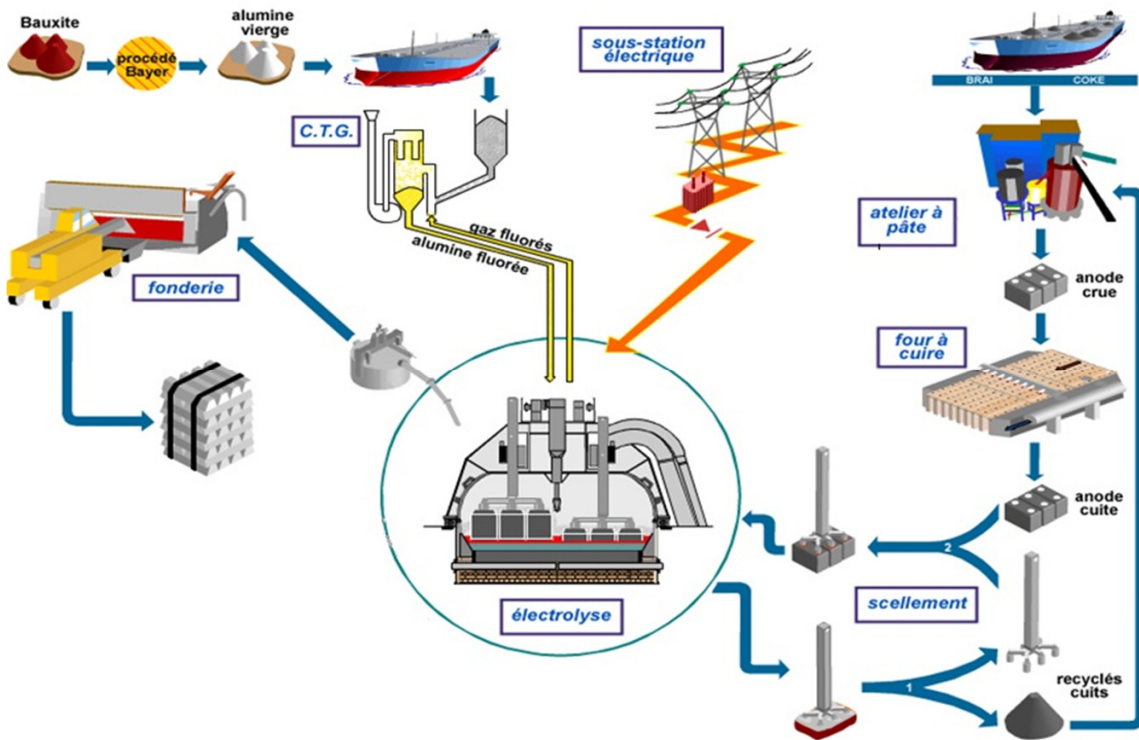 Bauxite
procédé
Bayer
alumine
vierge
sous-station
électrique
BRAI
COKE
C.T.G.
gaz fluorés
alumine fluorée
atelier à
pâte
anode
crue
fonderie
four à
cuire
anode
cuite
2
scellement
électrolyse
1
recyclés
cuits